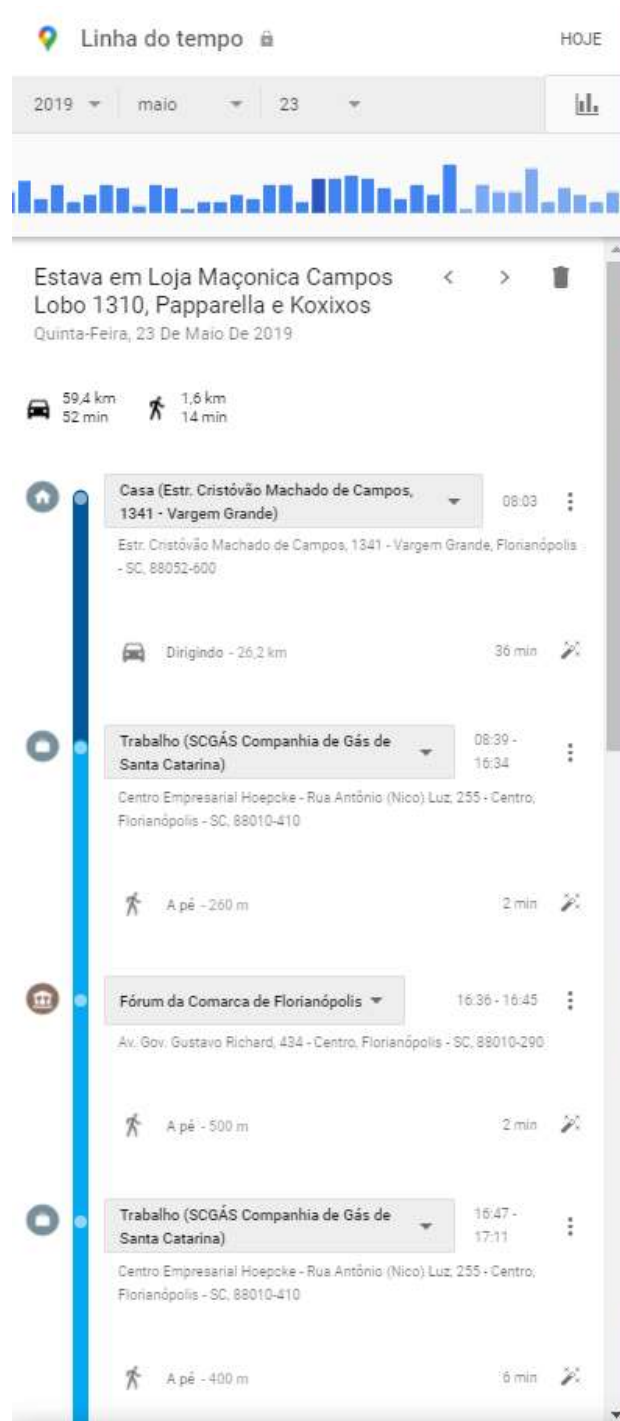 Linha do tempo
HOJE
2019
maio
23
Estava em Loja Maçonica Campos
Lobo 1310, Papparella e Koxixos
Quinta-Feira, 23 De Maio De 2019
59,4 km
52 min
1,6 km
14 min
Casa (Estr. Cristóvão Machado de Campos,
1341 - Vargem Grande)
08:03
Estr. Cristóvão Machado de Campos, 1341 - Vargem Grande, Florianópolis
- SC, 88052-600
Dirigindo - 26,2 km
36 min
Trabalho (SCGÁS Companhia de Gás de
Santa Catarina)
08:39 -
16:34
Centro Empresarial Hoepcke - Rua Antônio (Nico) Luz, 255 - Centro,
Florianópolis - SC, 88010-410
A pé - 260 m
2 min
Fórum da Comarca de Florianópolis
16:36 - 16:45
Av. Gov. Gustavo Richard, 434 - Centro, Florianópolis - SC, 88010-290
A pé - 500 m
2 min
Trabalho (SCGÁS Companhia de Gás de
Santa Catarina)
16:47 -
17:11
Centro Empresarial Hoepcke - Rua Antônio (Nico) Luz, 255 - Centro,
Florianópolis - SC, 88010-410
A pé - 400 m
6 min